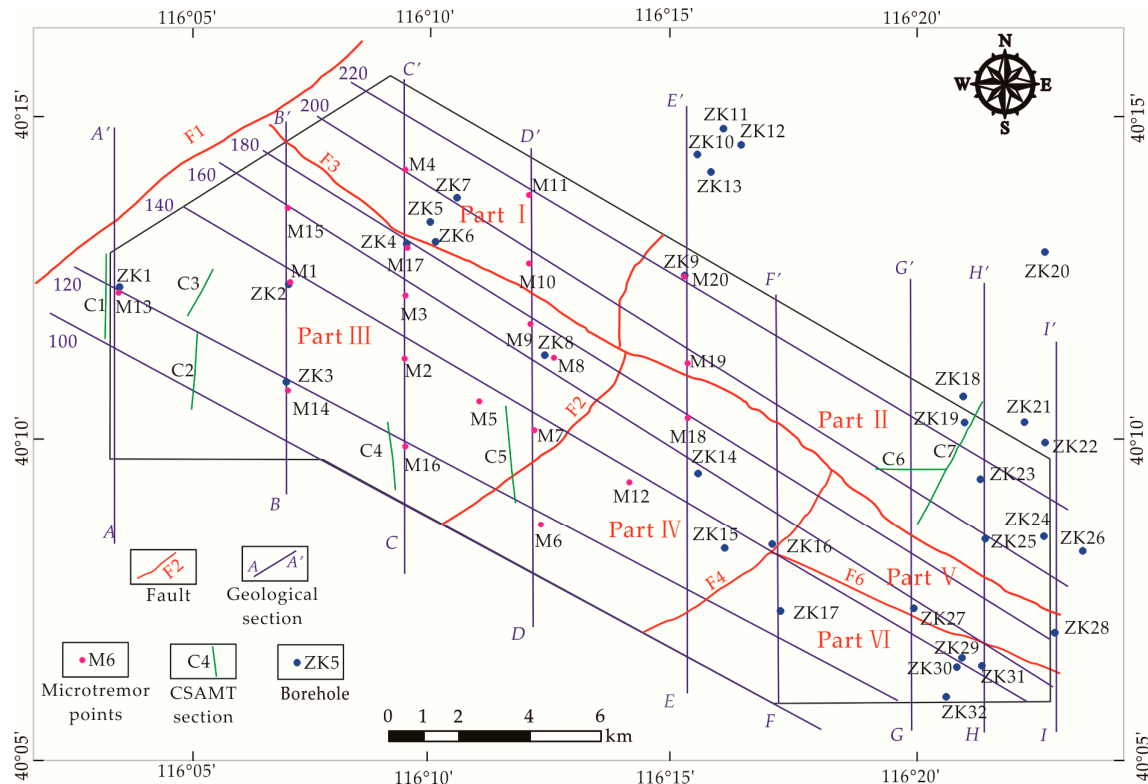 116°05′ 116°10′ 116°15′ 116°20′
N
W E
S
40°15′ 40°15′
40°10′ 40°10′
40°05′ 40°05′
C′
220
E′
ZK11
A′
B′
200
D′
ZK10
ZK12
F1
180
F3
160
ZK13
M4
ZK7
M11
140
ZK5
Part I
M15
ZK4
ZK6
M17
ZK9
F′
G′
H′
ZK20
120
ZK1
C3
M1
M10
M20
C1
M13
ZK2
M3
I′
100
Part III
M9
ZK8
C2
M2
M8
M19
ZK3
ZK18
M14
M5
F2
Part II
ZK19
ZK21
M7
M18
C7
ZK22
C4
M16
C5
C6
ZK14
ZK23
B
M12
A
C
M6
Part IV
ZK15
ZK16
ZK24
ZK25
ZK26
F4
F6
Part V
D
ZK17
ZK27
Part VI
ZK28
ZK29
ZK30
ZK31
E
F
ZK32
G
H
I
F2
Fault
A A′
Geological
section
M6
Microtremor
points
C4
CSAMT
section
ZK5
Borehole
0 1 2 4 6
km
116°05′ 116°10′ 116°15′ 116°20′